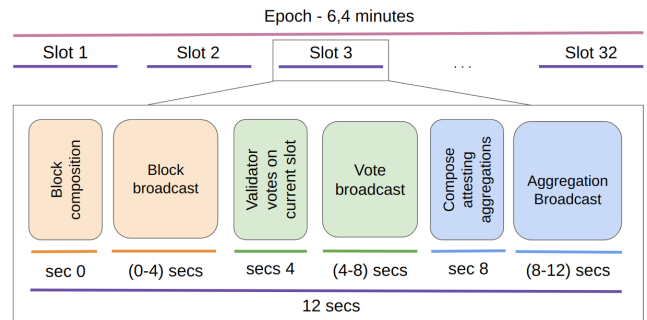 Epoch - 6,4 minutes
Slot 1
Slot 2
Slot 3
. . .
Slot 32
Block
composition
Block
broadcast
Validator
votes on
current slot
Vote
broadcast
Compose
attesting
aggregations
Aggregation
Broadcast
sec 0
(0-4) secs
secs 4
(4-8) secs
sec 8
(8-12) secs
12 secs